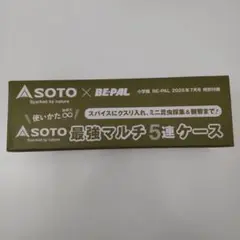 SOTO × BE-PAL 小学館 BE-PAL 2025年7月号 特別付録
Sparked by nature
使いかた ∞ スパイスにクスリ入れ、ミニ昆虫採集&観察まで!
SOTO 最強マルチ5連ケース
Sparked by nature